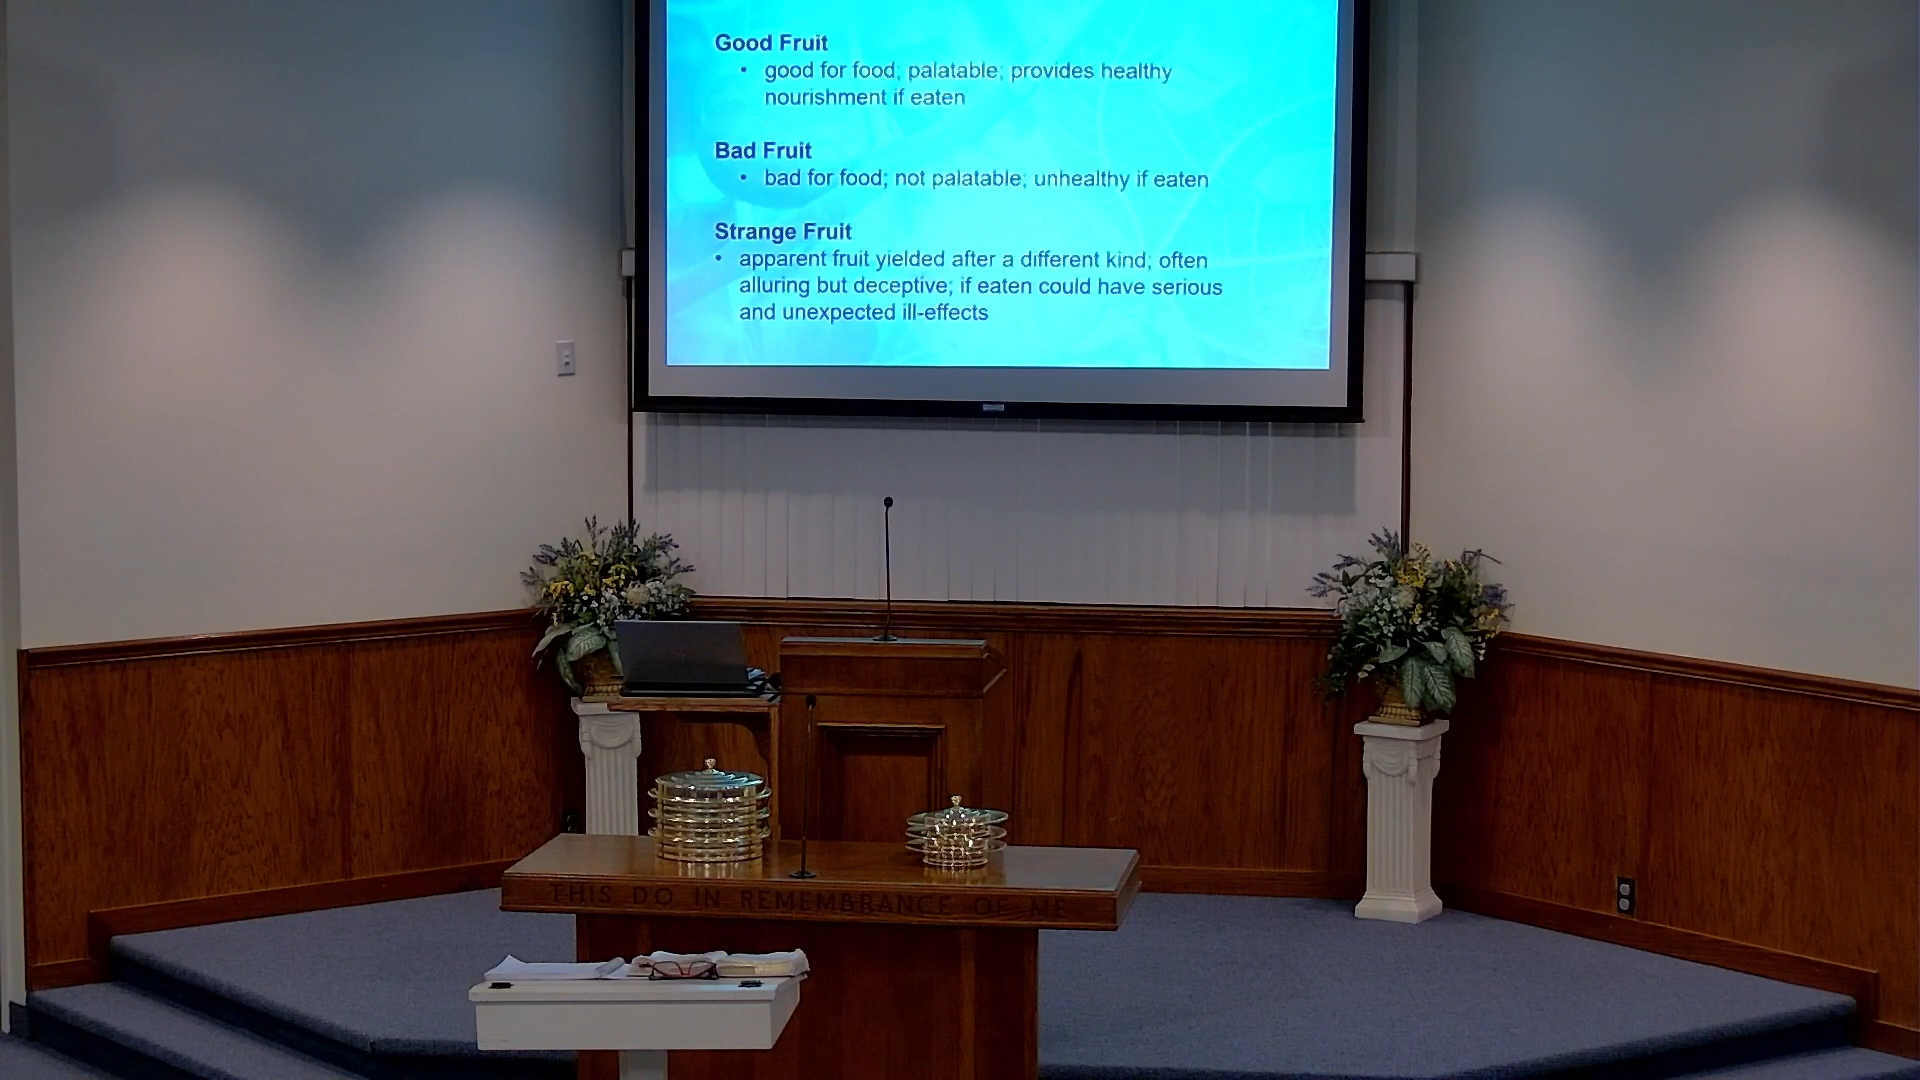 Good Fruit
• good for food; palatable; provides healthy
nourishment if eaten
Bad Fruit
• bad for food; not palatable; unhealthy if eaten
Strange Fruit
• apparent fruit yielded after a different kind; often
alluring but deceptive; if eaten could have serious
and unexpected ill-effects
THIS DO IN REMEMBRANCE OF ME